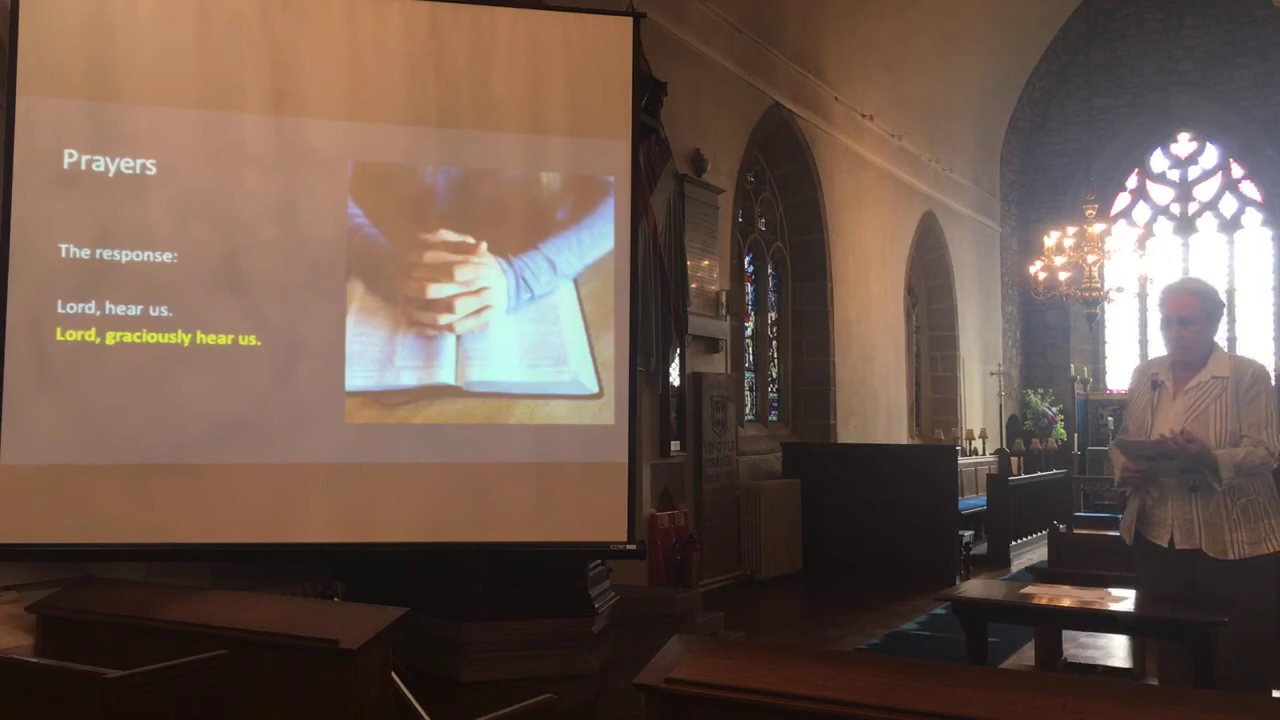 Prayers
The response:
Lord, hear us.
Lord, graciously hear us.